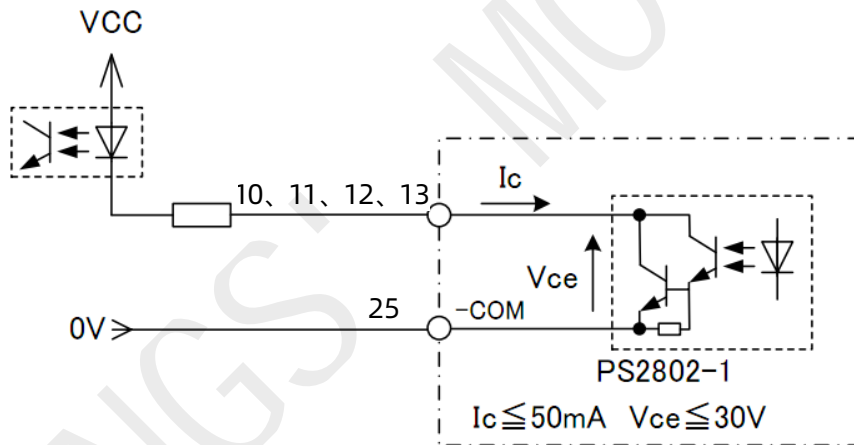 VCC
10、11、12、13
Ic
Vce
25
-COM
0V
PS2802-1
Ic≦50mA Vce≦30V